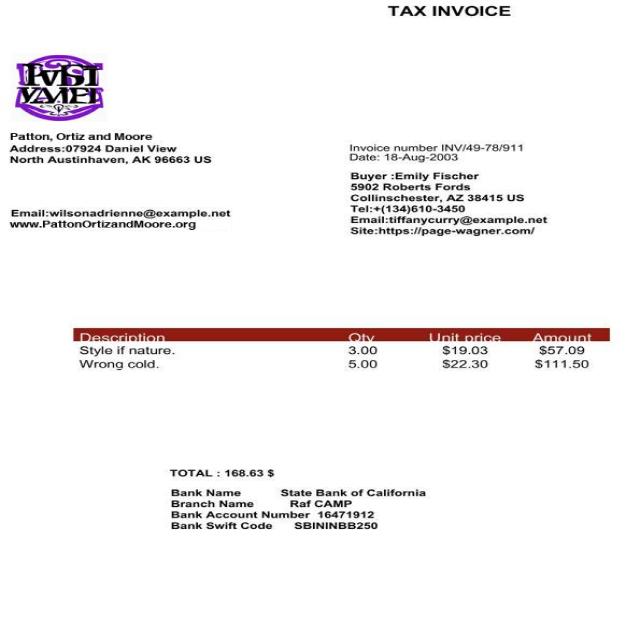 TAX INVOICE
Patton, Ortiz and Moore
Address:07924 Daniel View
North Austinhaven, AK 96663 US
Email:wilsonadrienne@example.net
www.PattonOrtizandMoore.org
Invoice number INV/49-78/911
Date: 18-Aug-2003
Buyer :Emily Fischer
5902 Roberts Fords
Collinschester, AZ 38415 US
Tel:+(134)610-3450
Email:tiffanycurry@example.net
Site:https://page-wagner.com/
Description Qty Unit price Amount
Style if nature. 3.00 $19.03 $57.09
Wrong cold. 5.00 $22.30 $111.50
TOTAL : 168.63 $
Bank Name State Bank of California
Branch Name Raf CAMP
Bank Account Number 16471912
Bank Swift Code SBININBB250